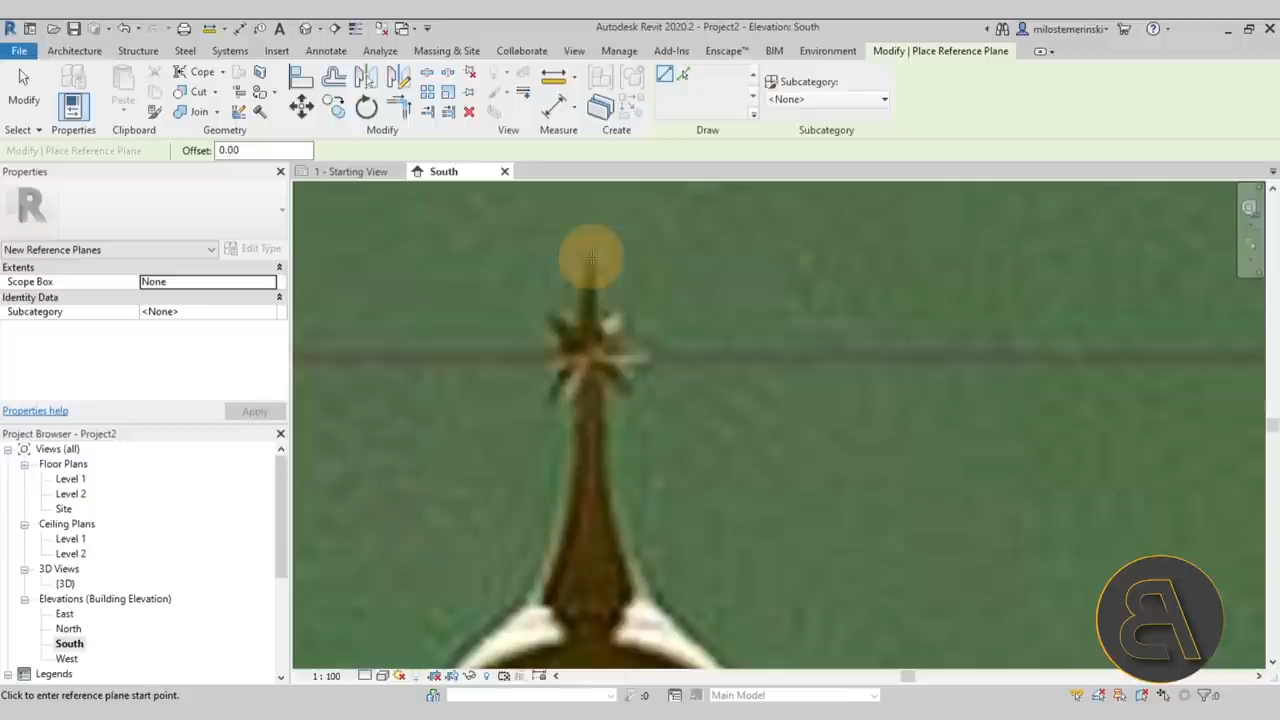 Autodesk Revit 2020.2 - Project2 - Elevation: South
milostemerinski
File Architecture Structure Steel Systems Insert Annotate Analyze Massing & Site Collaborate View Manage Add-Ins Enscape™ BIM Environment Modify | Place Reference Plane
Modify Paste Cope Cut Join Subcategory: <None>
Select Properties Clipboard Geometry Modify View Measure Create Draw Subcategory
Modify | Place Reference Plane Offset: 0.00
Properties
1 - Starting View South
New Reference Planes Edit Type
Extents
Scope Box None
Identity Data
Subcategory <None>
Properties help Apply
Project Browser - Project2
Views (all)
Floor Plans
Level 1
Level 2
Site
Ceiling Plans
Level 1
Level 2
3D Views
{3D}
Elevations (Building Elevation)
East
North
South
West
Legends
1 : 100
Click to enter reference plane start point.
:0 Main Model :0